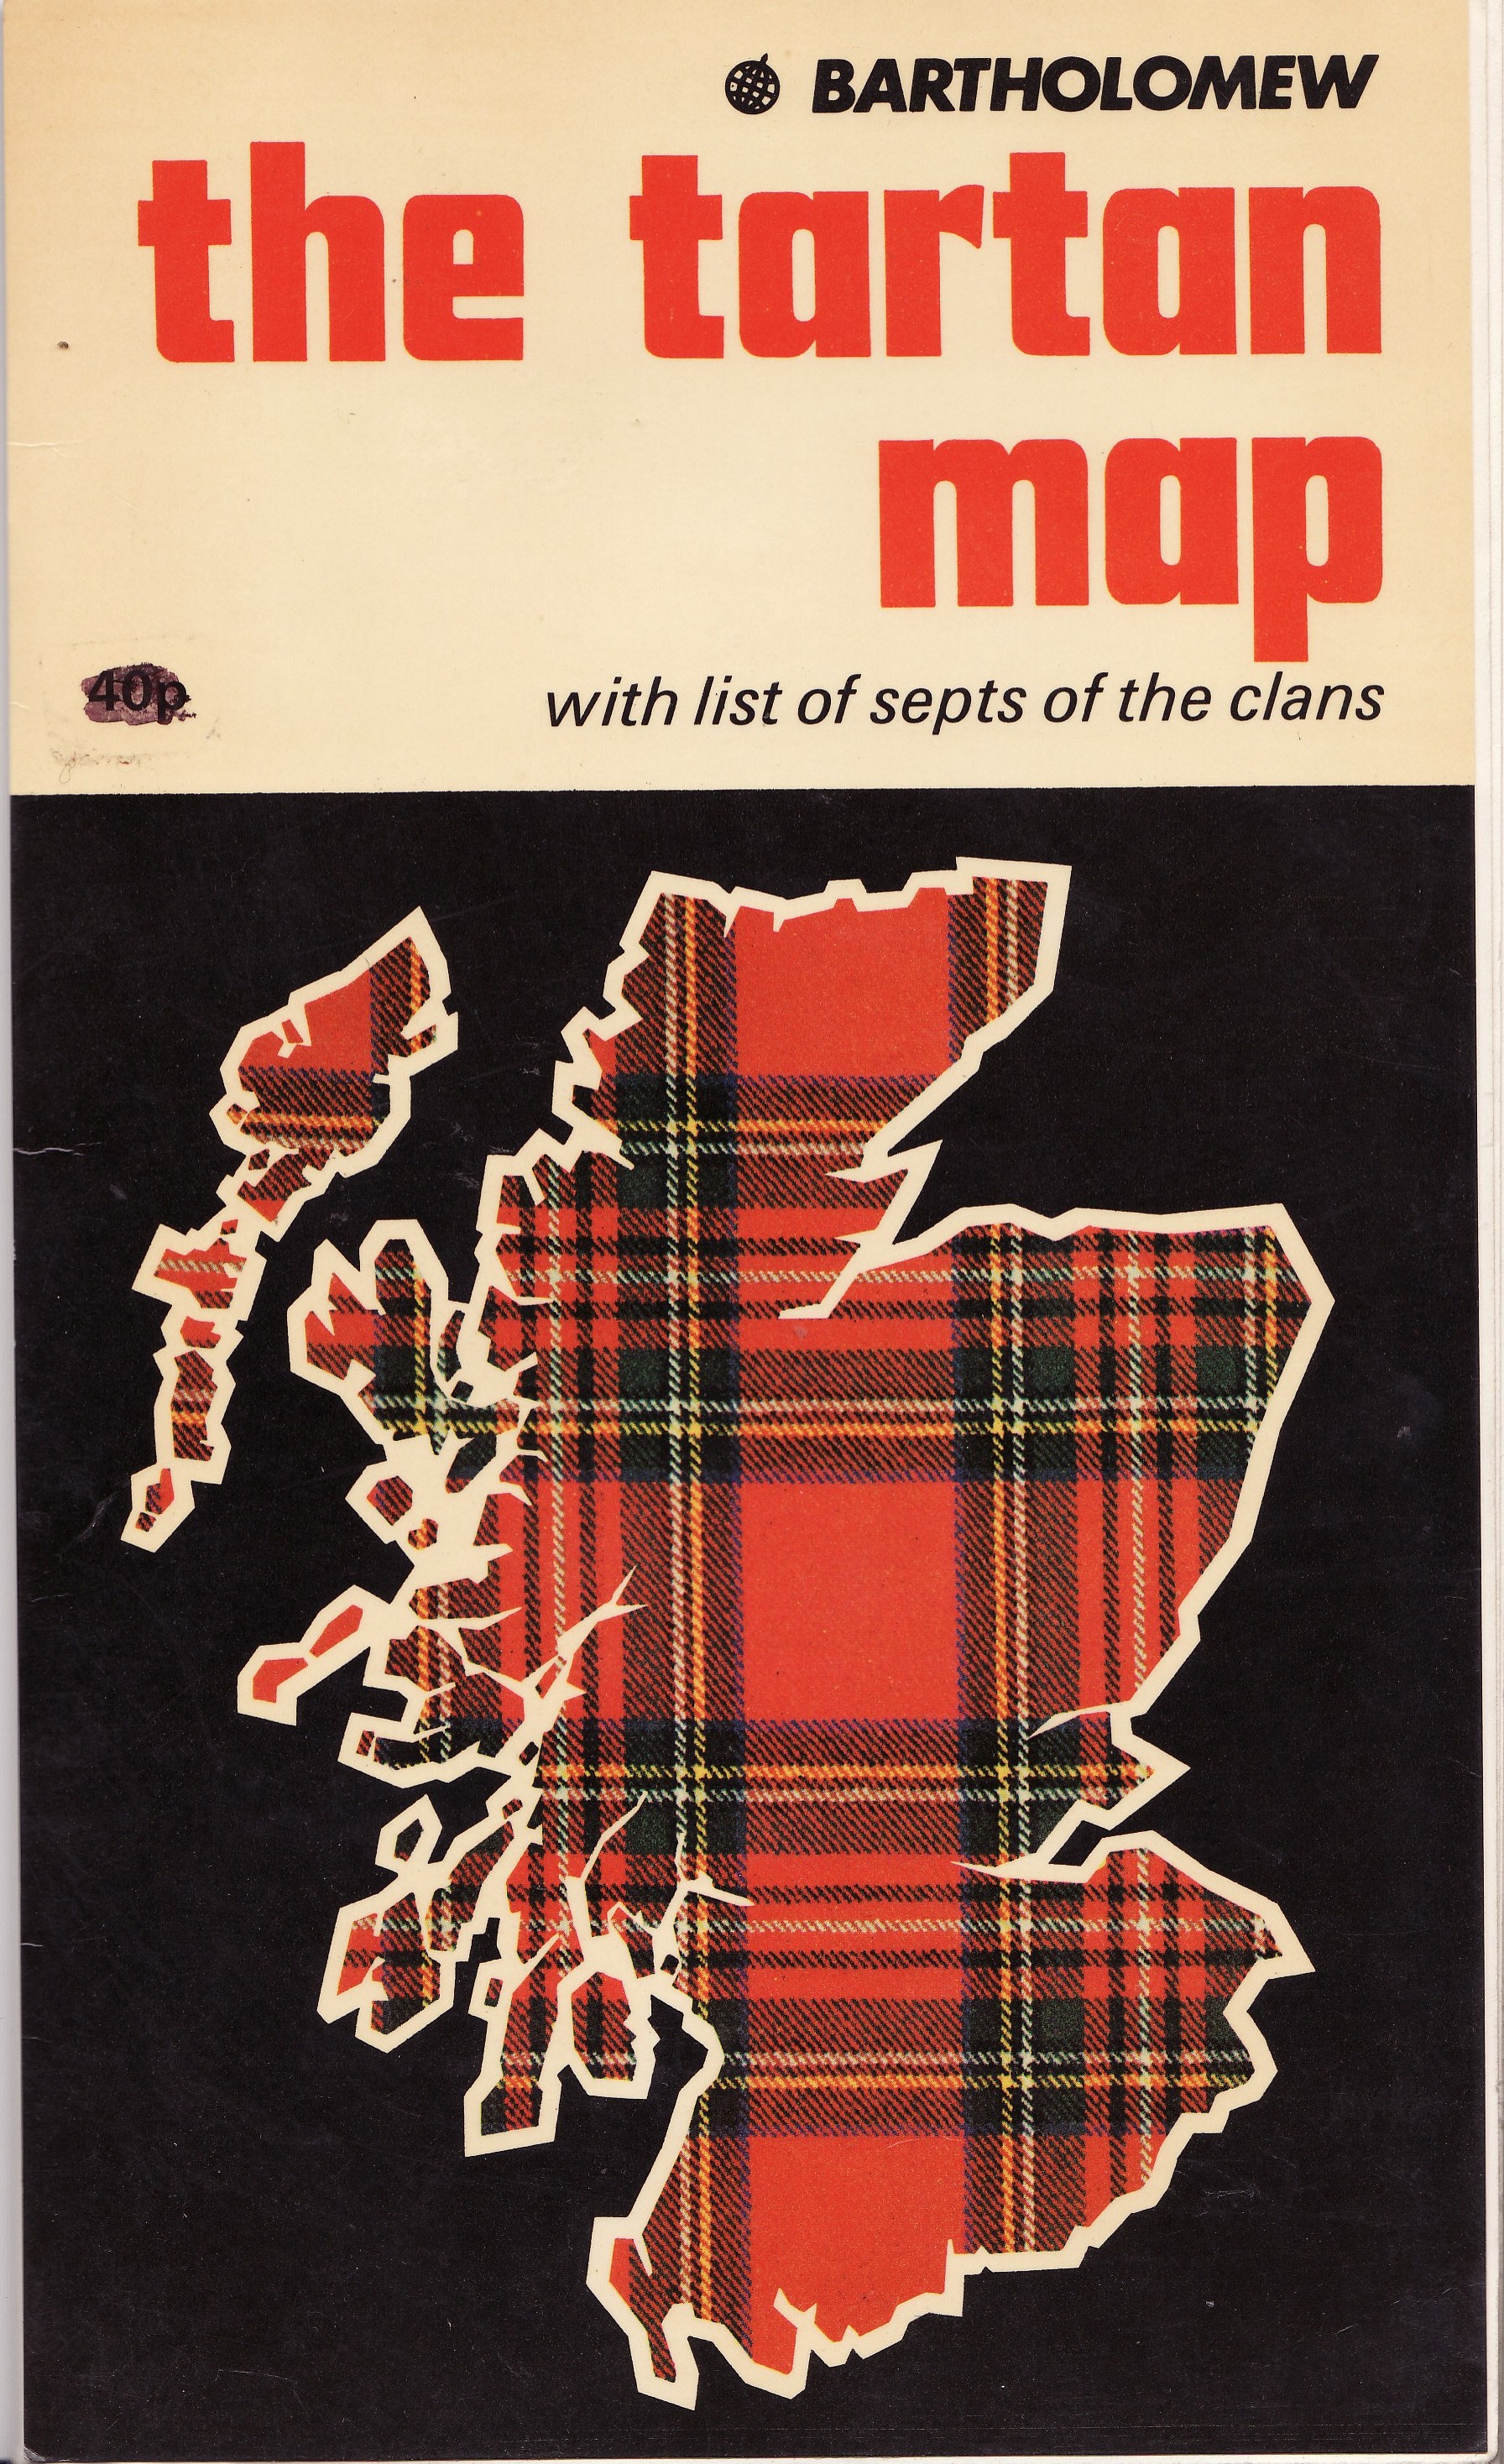 BARTHOLOMEW
the tartan
map
40p
with list of septs of the clans